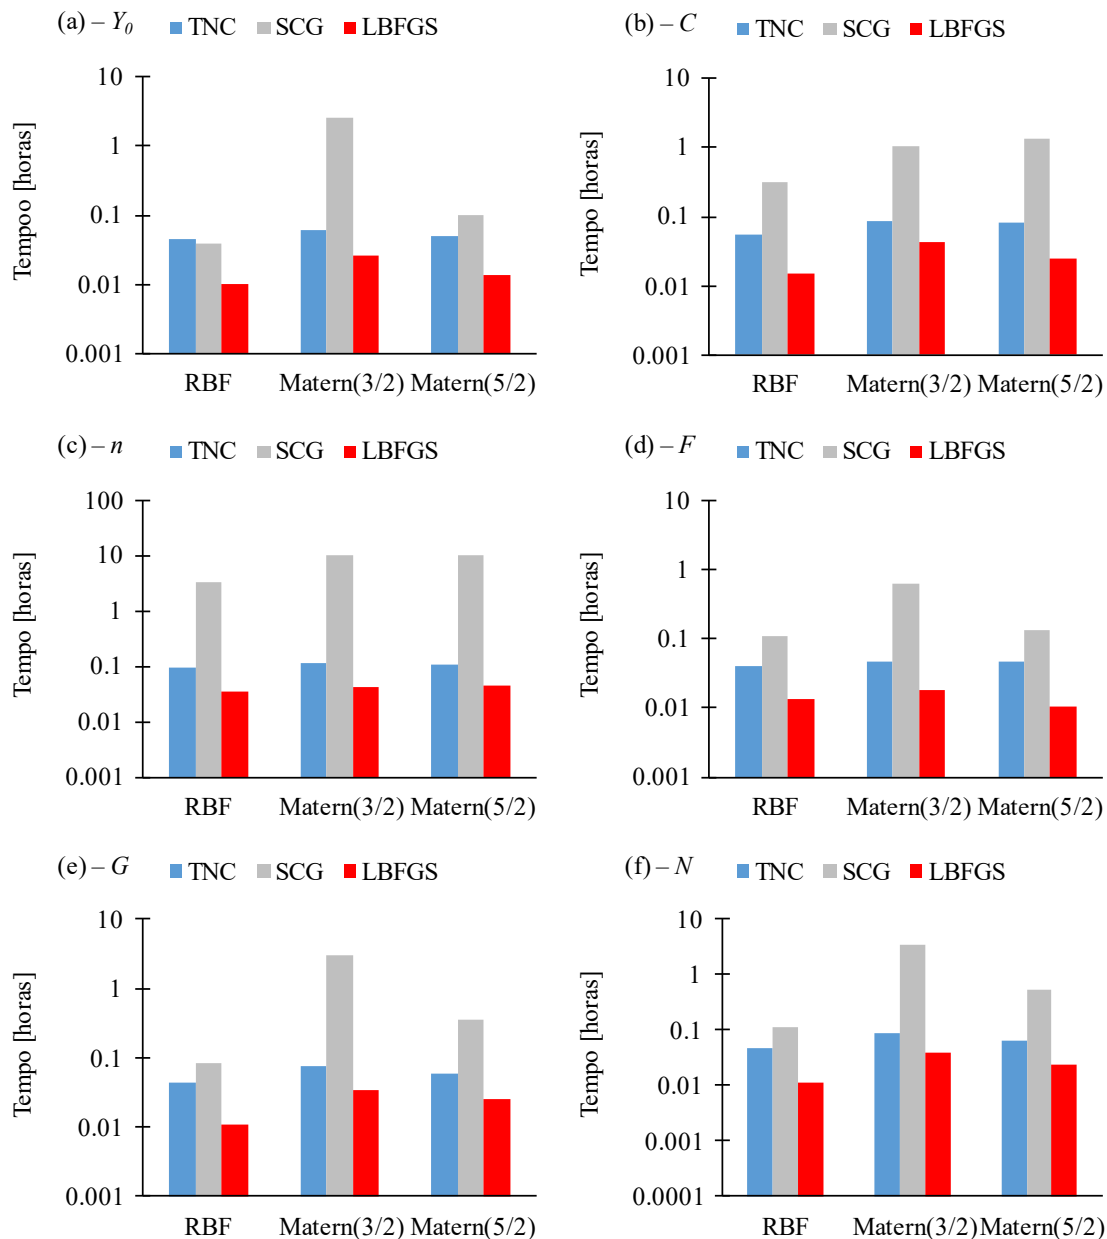 (a) – Y0 TNC SCG LBFGS
Tempoo [horas]
10
1
0.1
0.01
0.001
RBF Matern(3/2) Matern(5/2)
(b) – C TNC SCG LBFGS
Tempo [horas]
10
1
0.1
0.01
0.001
RBF Matern(3/2) Matern(5/2)
(c) – n TNC SCG LBFGS
Tempo [horas]
100
10
1
0.1
0.01
0.001
RBF Matern(3/2) Matern(5/2)
(d) – F TNC SCG LBFGS
Tempo [horas]
10
1
0.1
0.01
0.001
RBF Matern(3/2) Matern(5/2)
(e) – G TNC SCG LBFGS
Tempo [horas]
10
1
0.1
0.01
0.001
RBF Matern(3/2) Matern(5/2)
(f) – N TNC SCG LBFGS
Tempo [horas]
10
1
0.1
0.01
0.001
0.0001
RBF Matern(3/2) Matern(5/2)